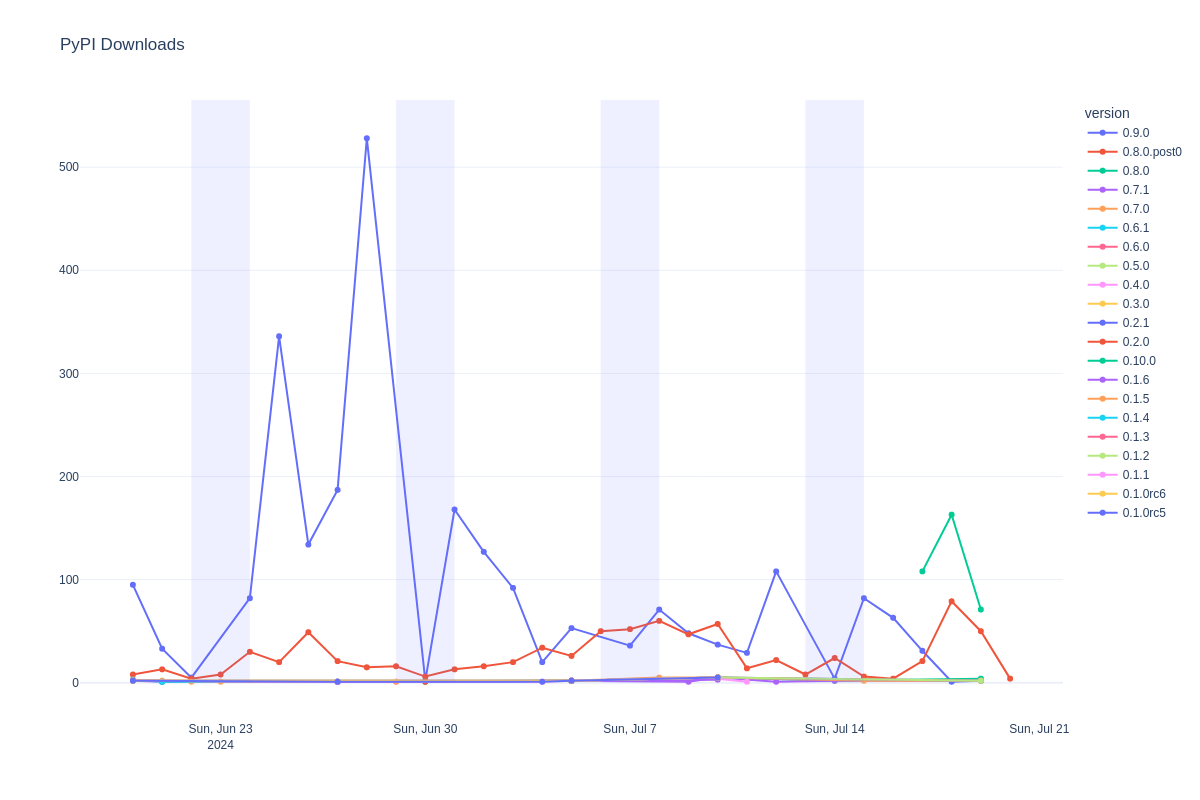 PyPI Downloads
version
0.9.0
0.8.0.post0
0.8.0
0.7.1
0.7.0
0.6.1
0.6.0
0.5.0
0.4.0
0.3.0
0.2.1
0.2.0
0.10.0
0.1.6
0.1.5
0.1.4
0.1.3
0.1.2
0.1.1
0.1.0rc6
0.1.0rc5
500
400
300
200
100
0
Sun, Jun 23
2024
Sun, Jun 30
Sun, Jul 7
Sun, Jul 14
Sun, Jul 21